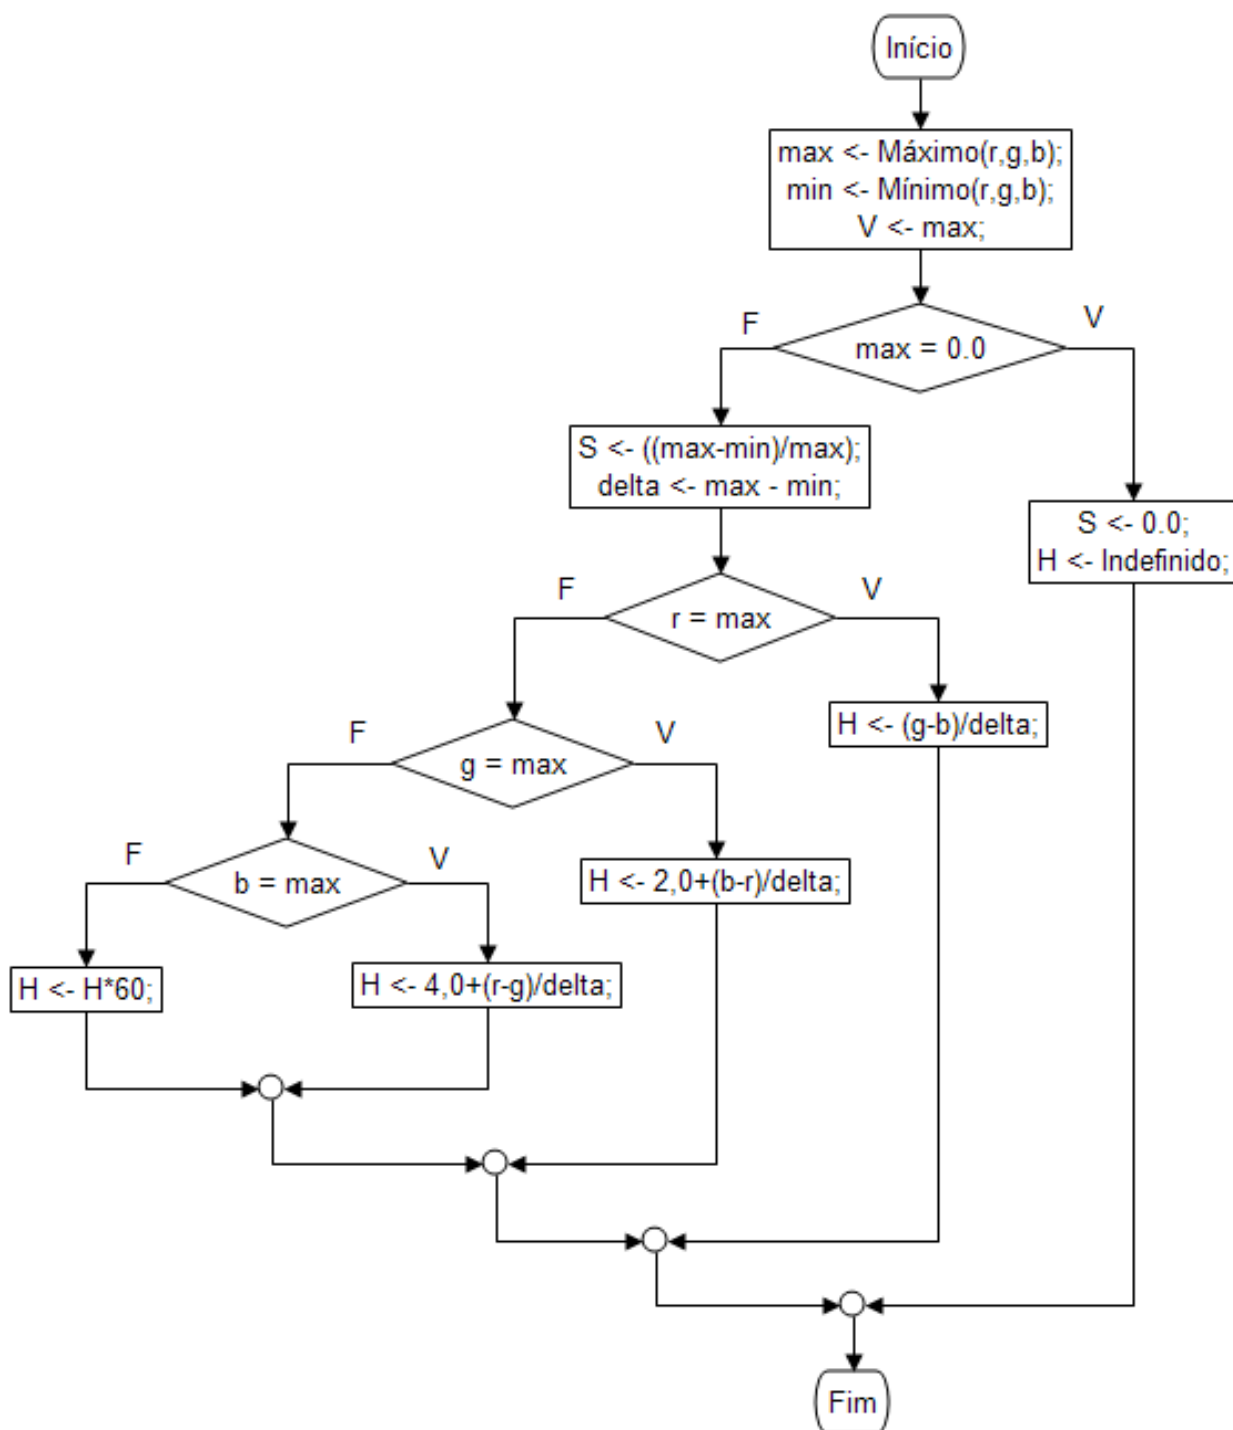 Início
max <- Máximo(r,g,b);
min <- Mínimo(r,g,b);
V <- max;
F
V
max = 0.0
S <- ((max-min)/max);
delta <- max - min;
S <- 0.0;
H <- Indefinido;
F
V
r = max
H <- (g-b)/delta;
F
V
g = max
F
V
b = max
H <- 2,0+(b-r)/delta;
H <- H*60;
H <- 4,0+(r-g)/delta;
Fim